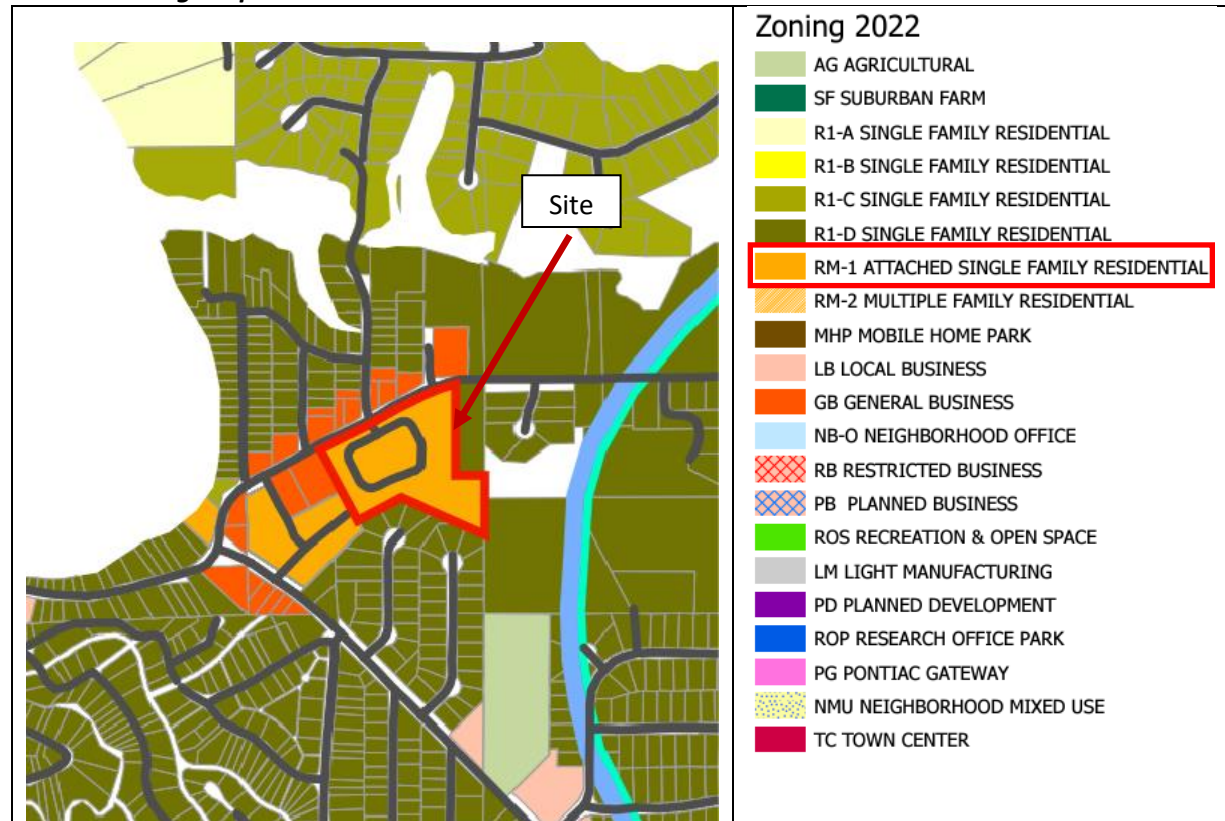 Site
Zoning 2022
AG AGRICULTURAL
SF SUBURBAN FARM
R1-A SINGLE FAMILY RESIDENTIAL
R1-B SINGLE FAMILY RESIDENTIAL
R1-C SINGLE FAMILY RESIDENTIAL
R1-D SINGLE FAMILY RESIDENTIAL
RM-1 ATTACHED SINGLE FAMILY RESIDENTIAL
RM-2 MULTIPLE FAMILY RESIDENTIAL
MHP MOBILE HOME PARK
LB LOCAL BUSINESS
GB GENERAL BUSINESS
NB-O NEIGHBORHOOD OFFICE
RB RESTRICTED BUSINESS
PB PLANNED BUSINESS
ROS RECREATION & OPEN SPACE
LM LIGHT MANUFACTURING
PD PLANNED DEVELOPMENT
ROP RESEARCH OFFICE PARK
PG PONTIAC GATEWAY
NMU NEIGHBORHOOD MIXED USE
TC TOWN CENTER